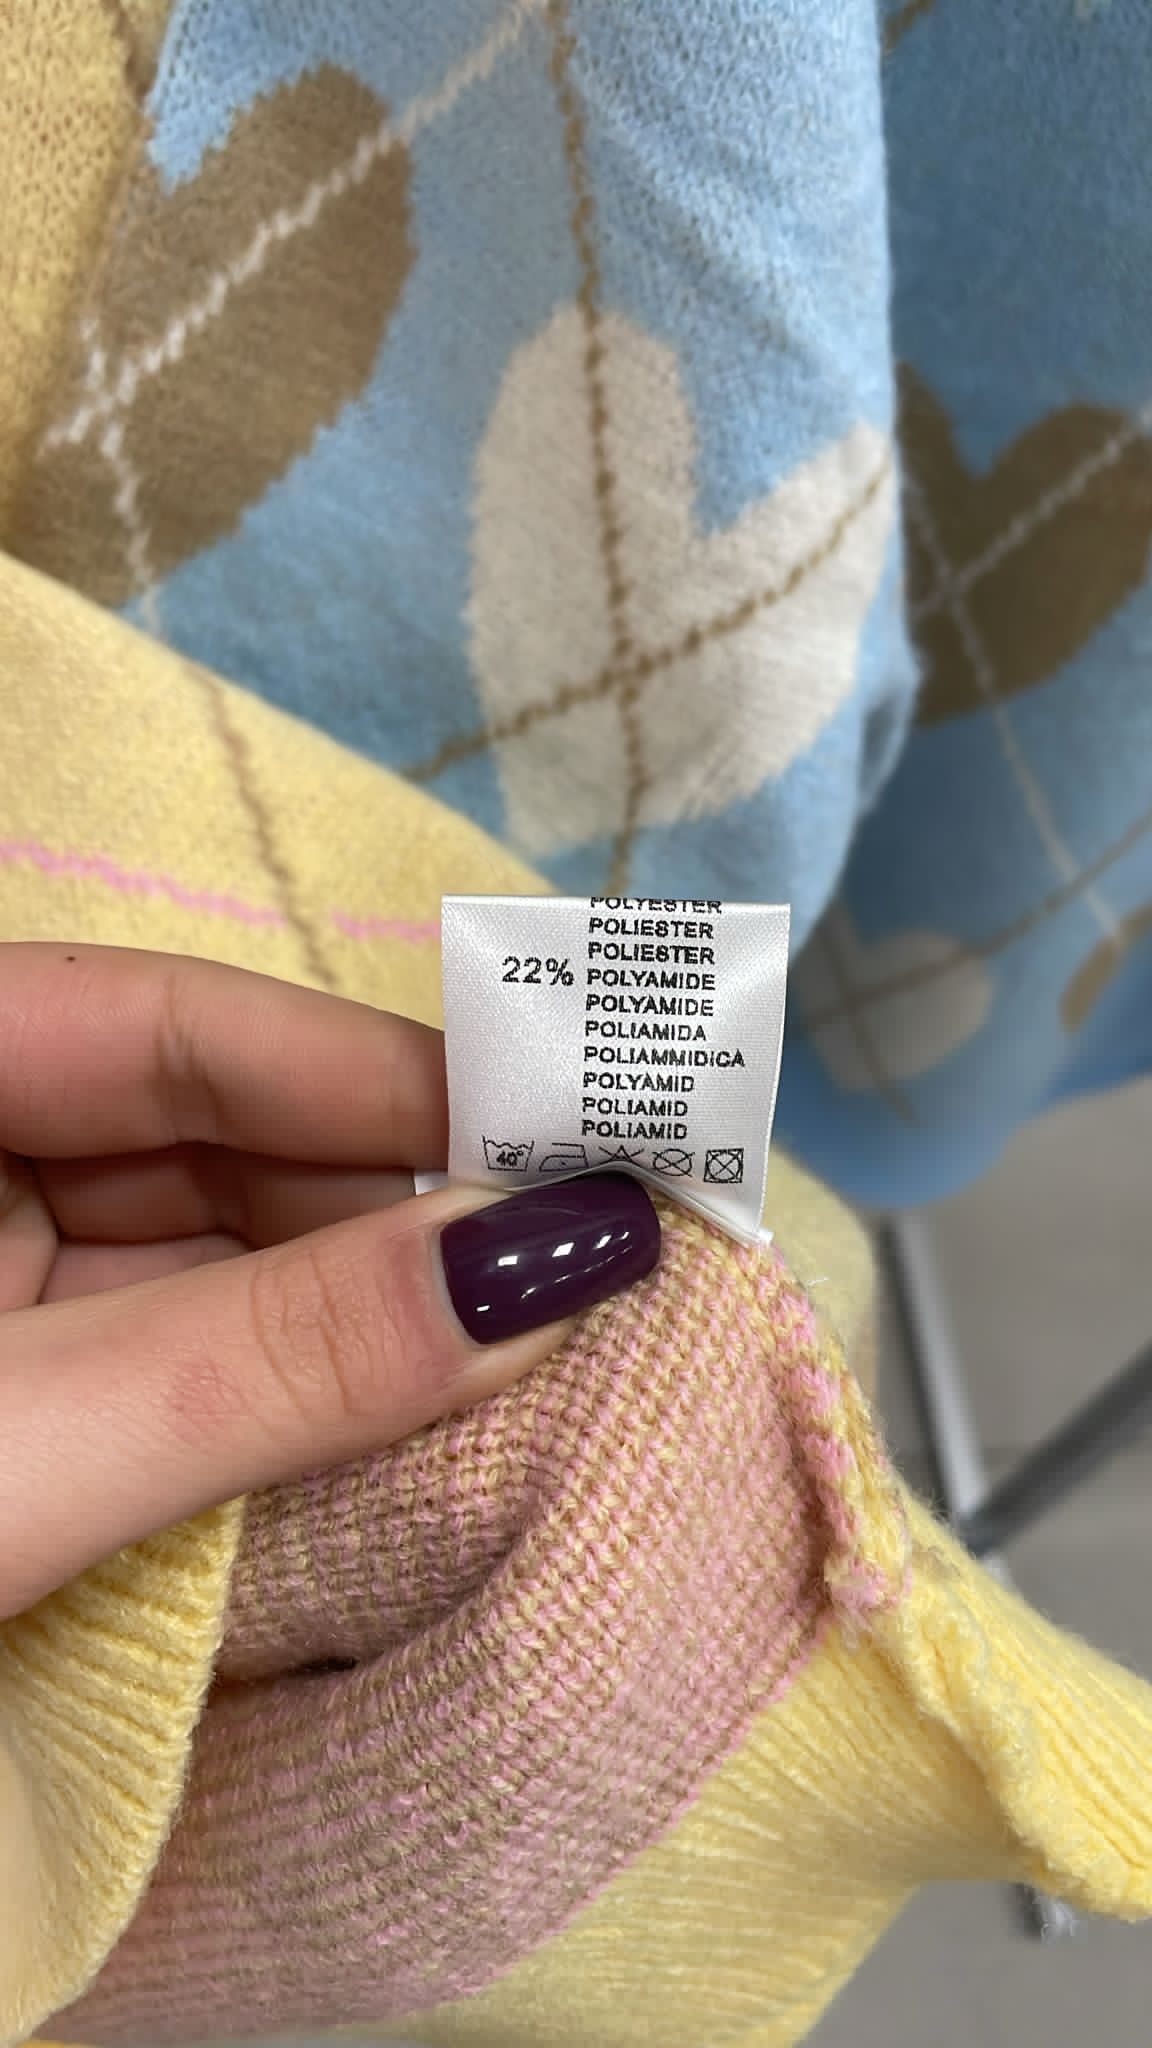 POLYESTER
POLIESTER
POLIESTER
22% POLYAMIDE
POLYAMIDE
POLIAMIDA
POLIAMMIDICA
POLYAMID
POLIAMID
POLIAMID
40°